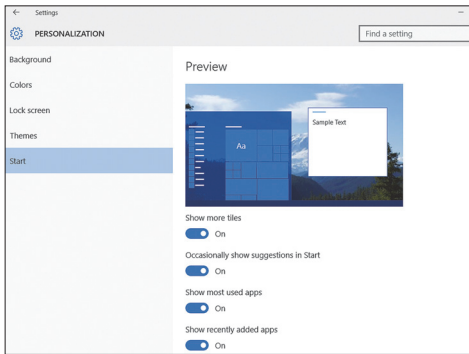 Settings
PERSONALIZATION
Find a setting
Background
Colors
Lock screen
Themes
Start
Preview
Sample Text
Aa
Show more tiles
On
Occasionally show suggestions in Start
On
Show most used apps
On
Show recently added apps
On